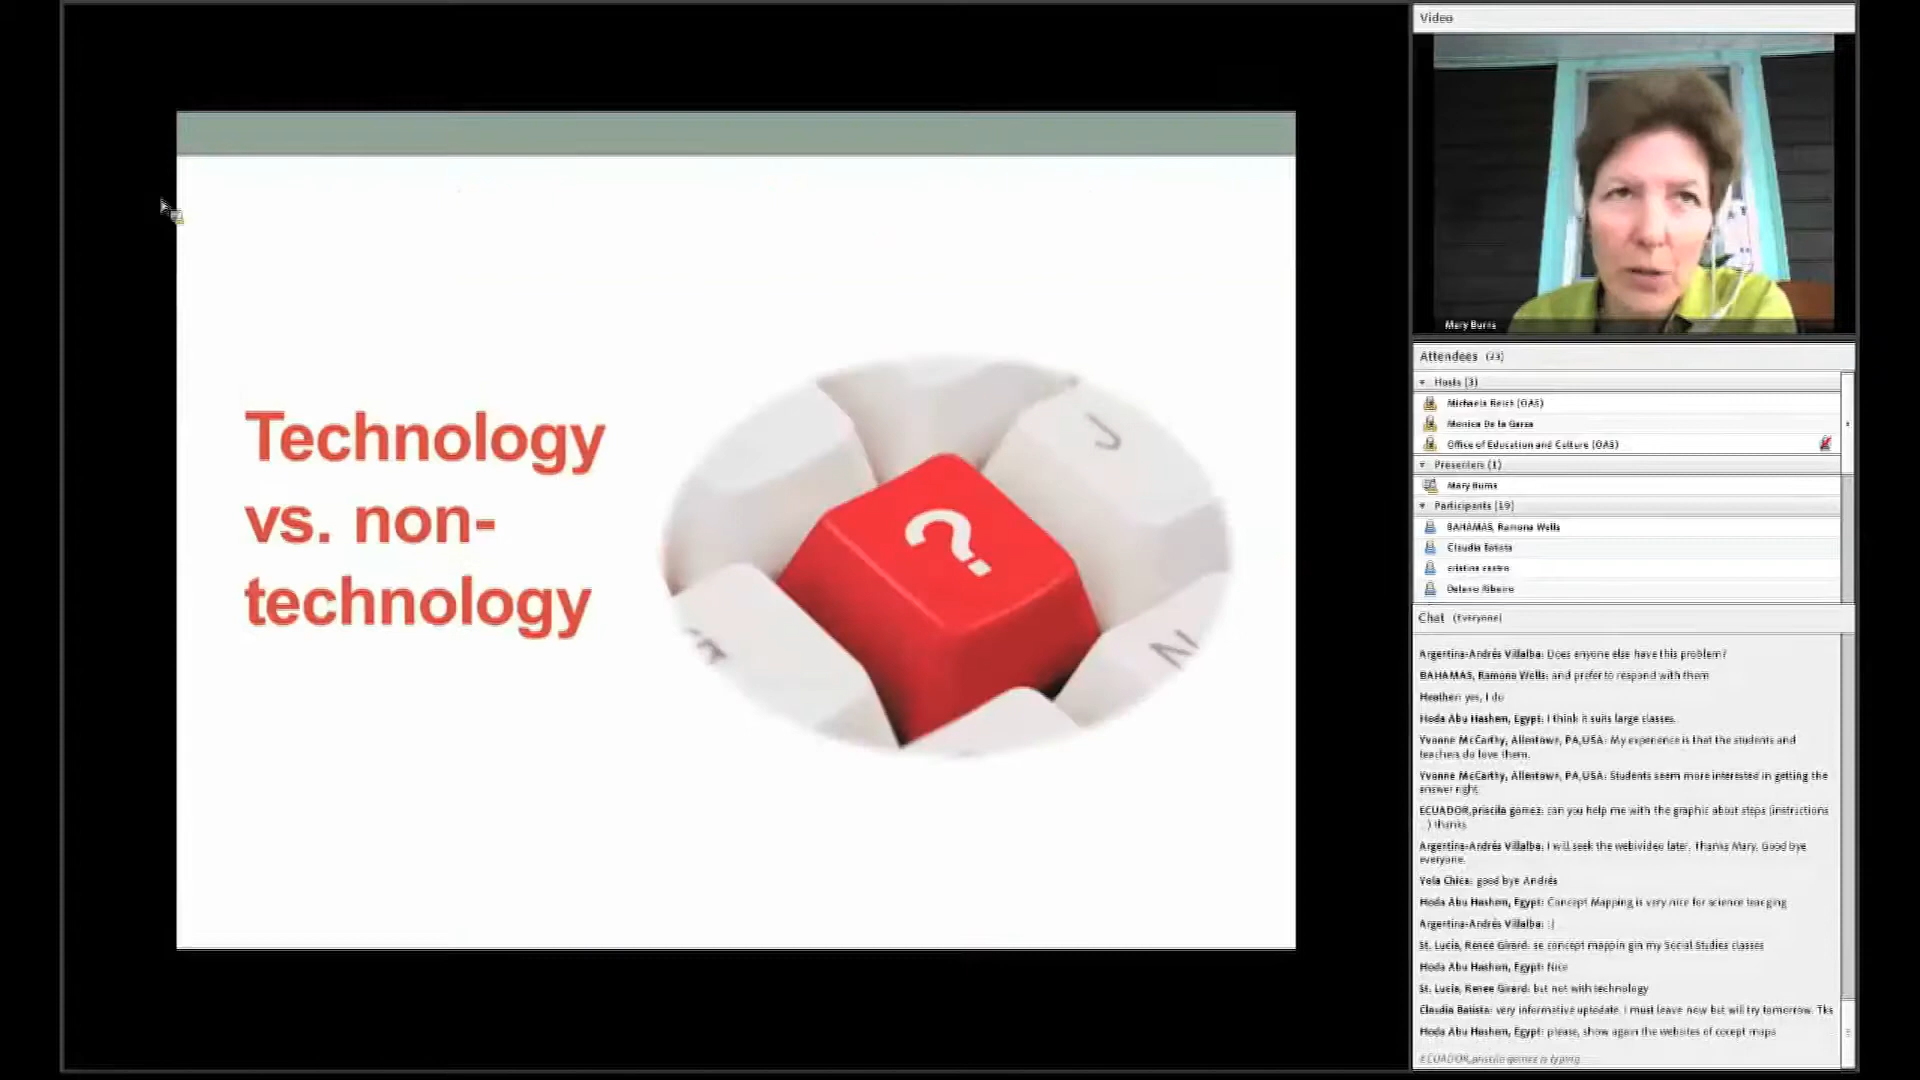 Technology
vs. non-
technology
?
J
N
Video
Mary Burns
Attendees (23)
Hosts (3)
Michaela Reich (OAS)
Monica De la Garza
Office of Education and Culture (OAS)
Presenters (1)
Mary Burns
Participants (19)
BAHAMAS, Ramona Wells
Claudia Batista
cristina castro
Chat (Everyone)
Argentina-Andrés Villalba: Does anyone else have this problem?
BAHAMAS, Ramona Wells: and prefer to respond with them
Heather: yes, I do
Hoda Abu Hashem, Egypt: I think it suits large classes.
Yvonne McCarthy, Allentown, PA,USA: My experience is that the students and
teachers do love them.
Yvonne McCarthy, Allentown, PA,USA: Students seem more interested in getting the
answer right.
ECUADOR,priscila gomez: can you help me with the graphic about steps (instructions
..) thanks
Argentina-Andrés Villalba: I will seek the webivideo later. Thanks Mary. Good bye
everyone.
Yola Chica: good bye Andrés
Hoda Abu Hashem, Egypt: Concept Mapping is very nice for science teacging
Argentina-Andrés Villalba: :)
St. Lucia, Renee Girard: se concept mappin gin my Social Studies classes
Hoda Abu Hashem, Egypt: Nice
St. Lucia, Renee Girard: but not with technology
Claudia Batista: very informative uptodate. I must leave now but will try tomorrow. Tks
Hoda Abu Hashem, Egypt: please, show again the websites of cocept maps
ECUADOR,priscila gomez is typing